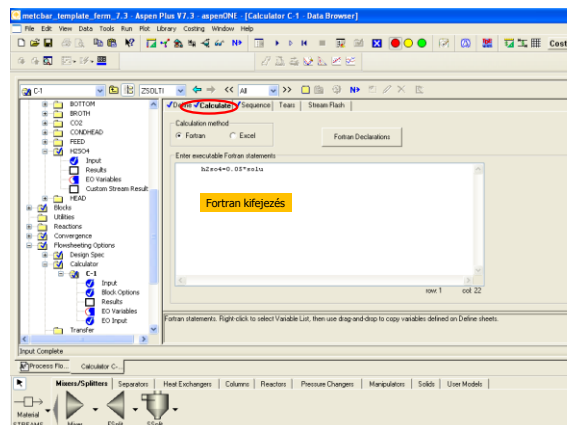 metcbar_template_ferm_7.3 - Aspen Plus V7.3 - aspenONE - [Calculator C-1 - Data Browser]
File Edit View Data Tools Run Plot Library Costing Window Help
Cost
C-1 ZSOLTI All
BOTTOM
BROTH
CO2
CONDHEAD
FEED
H2SO4
Input
Results
EO Variables
Custom Stream Result
HEAD
Blocks
Utilities
Reactions
Convergence
Flowsheeting Options
Design Spec
Calculator
C-1
Input
Block Options
Results
EO Variables
EO Input
Transfer
Define Calculate Sequence Tears Stream Flash
Calculation method
Fortran Excel Fortran Declarations
Enter executable Fortran statements
h2so4=0.05*solu
Fortran kifejezés
row: 1 col: 22
Fortran statements. Right-click to select Variable List, then use drag-and-drop to copy variables defined on Define sheets.
Input Complete
Process Flo... Calculator C-...
Mixers/Splitters Separators Heat Exchangers Columns Reactors Pressure Changers Manipulators Solids User Models
Material
STREAMS Mixer FSplit SSplit